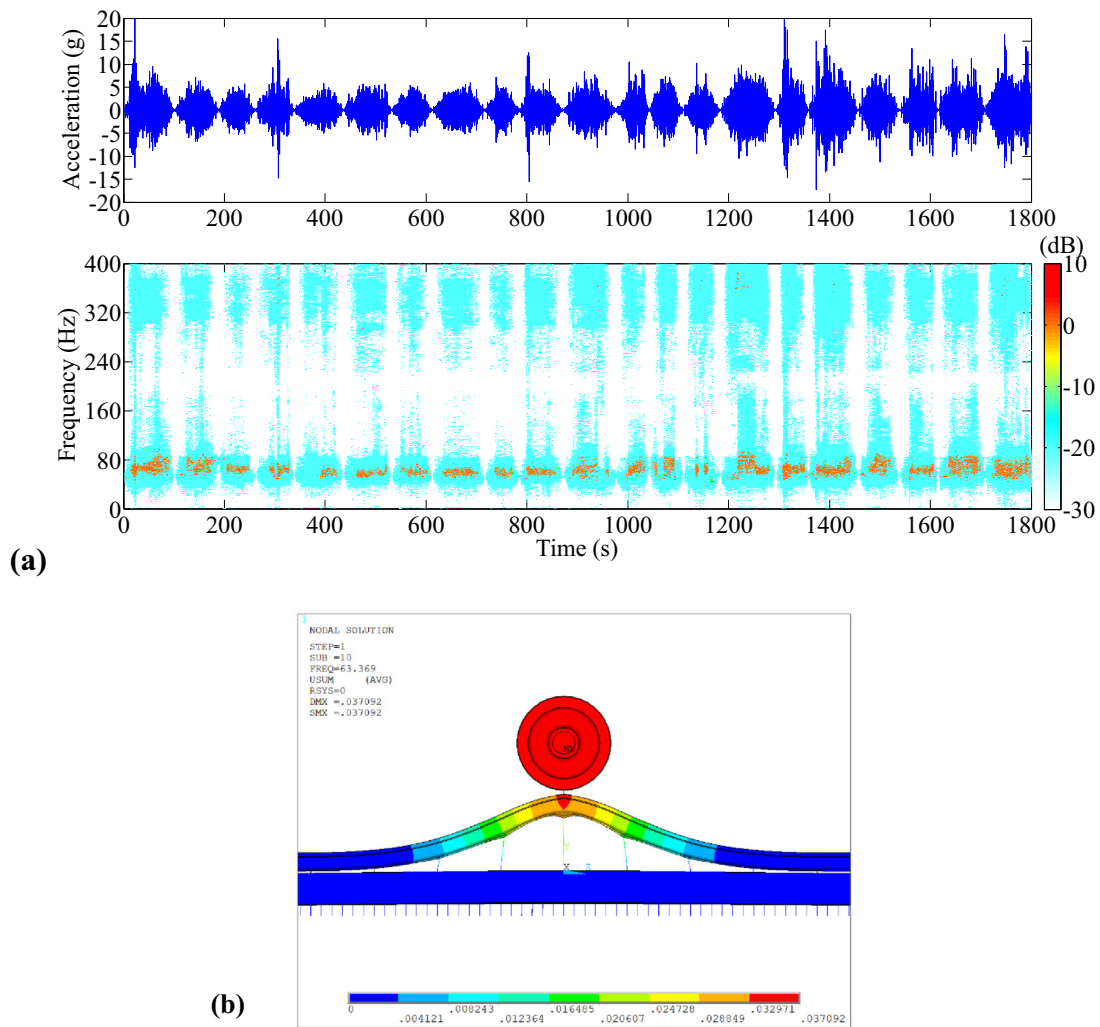 20
15
10
5
0
-5
-10
-15
20
Acceleration (g)
0 200 400 600 800 1000 1200 1400 1600 1800
400
320
240
160
80
0
Frequency (Hz)
0 200 400 600 800 1000 1200 1400 1600 1800
Time (s)
(dB)
10
0
-10
-20
-30
(a)
1
NODAL SOLUTION
STEP=1
SUB =10
FREQ=63.369
USUM (AVG)
RSYS=0
DMX =.037092
SMX =.037092
MX
Y
X Z
0 .008243 .016485 .024728 .032971
.004121 .012364 .020607 .028849 .037092
(b)